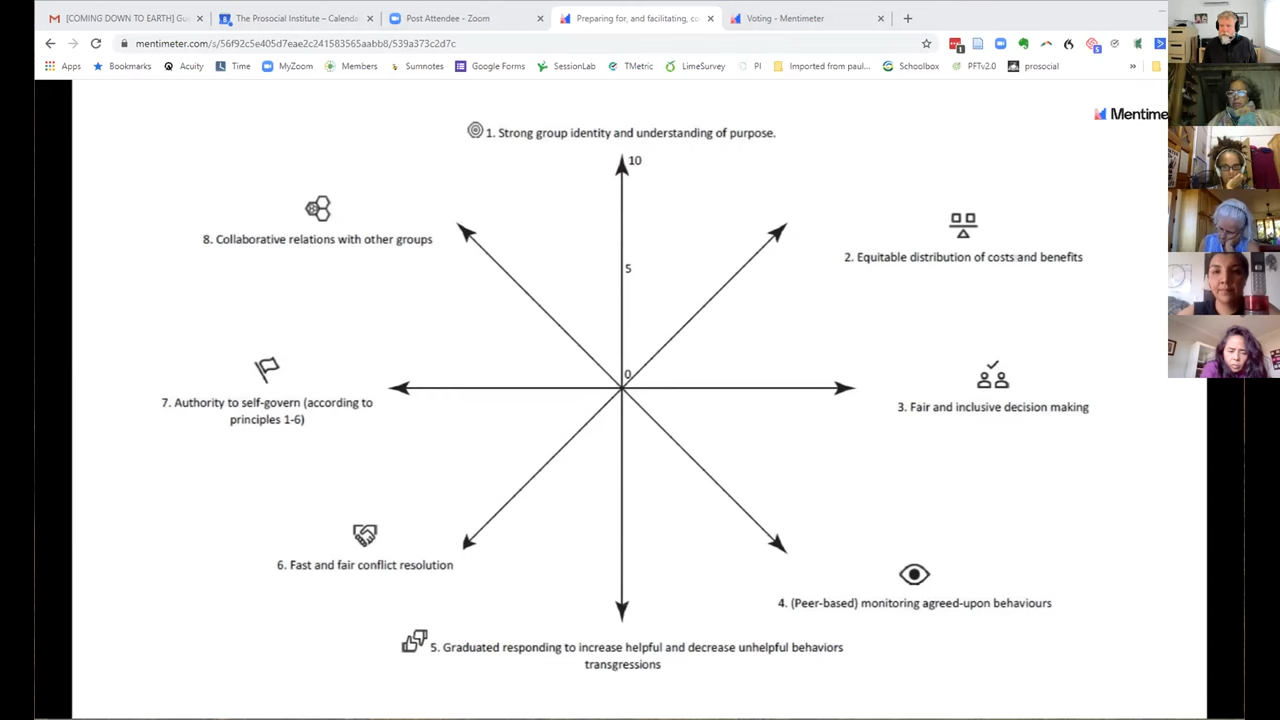 [COMING DOWN TO EARTH] Gu
The Prosocial Institute – Calenda
Post Attendee - Zoom
Preparing for, and facilitating, co
Voting - Mentimeter
mentimeter.com/s/56f92c5e405d7eae2c241583565aabb8/539a373c2d7c
Apps
Bookmarks
Acuity
Time
MyZoom
Members
Sumnotes
Google Forms
SessionLab
TMetric
LimeSurvey
PI
Imported from paul...
Schoolbox
PFTv2.0
prosocial
Mentime
1. Strong group identity and understanding of purpose.
10
8. Collaborative relations with other groups
2. Equitable distribution of costs and benefits
5
0
7. Authority to self-govern (according to
principles 1-6)
3. Fair and inclusive decision making
6. Fast and fair conflict resolution
4. (Peer-based) monitoring agreed-upon behaviours
5. Graduated responding to increase helpful and decrease unhelpful behaviors
transgressions